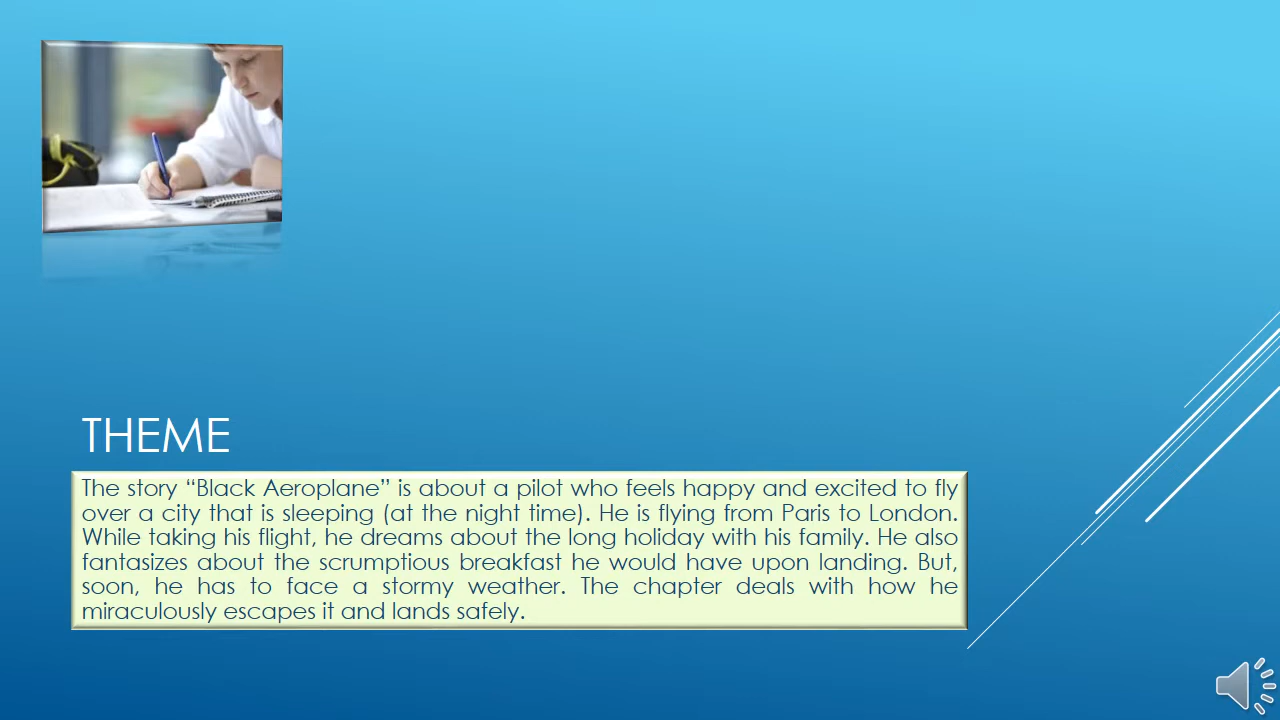 THEME
The story “Black Aeroplane” is about a pilot who feels happy and excited to fly
over a city that is sleeping (at the night time). He is flying from Paris to London.
While taking his flight, he dreams about the long holiday with his family. He also
fantasizes about the scrumptious breakfast he would have upon landing. But,
soon, he has to face a stormy weather. The chapter deals with how he
miraculously escapes it and lands safely.